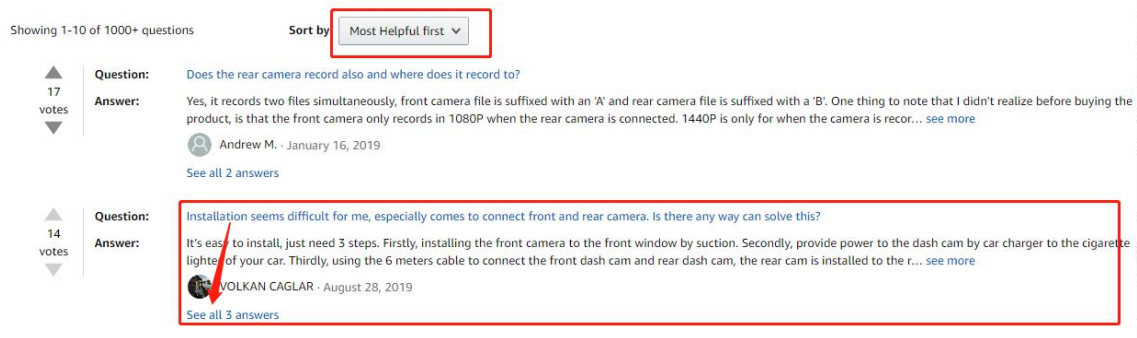 Showing 1-10 of 1000+ questions
Sort by
Most Helpful first
17
votes
Question:
Does the rear camera record also and where does it record to?
Answer:
Yes, it records two files simultaneously, front camera file is suffixed with an 'A' and rear camera file is suffixed with a 'B'. One thing to note that I didn't realize before buying the
product, is that the front camera only records in 1080P when the rear camera is connected. 1440P is only for when the camera is recor... see more
Andrew M. · January 16, 2019
See all 2 answers
14
votes
Question:
Installation seems difficult for me, especially comes to connect front and rear camera. Is there any way can solve this?
Answer:
It's easy to install, just need 3 steps. Firstly, installing the front camera to the front window by suction. Secondly, provide power to the dash cam by car charger to the cigarette
lighter of your car. Thirdly, using the 6 meters cable to connect the front dash cam and rear dash cam, the rear cam is installed to the r... see more
VOLKAN CAGLAR · August 28, 2019
See all 3 answers